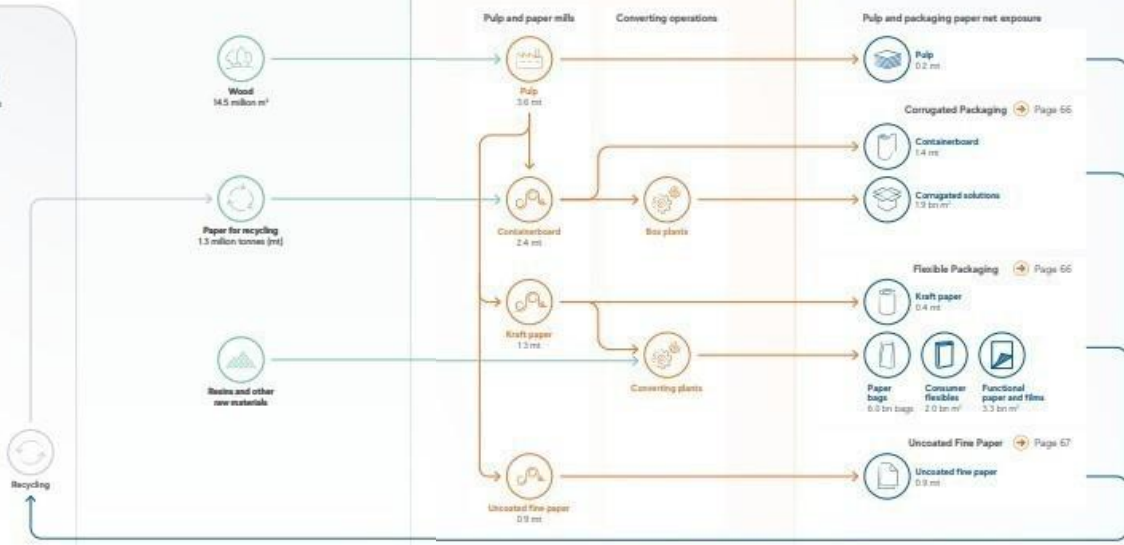 Pulp and paper mills
Converting operations
Pulp and packaging paper net exposure
Wood
14.5 million m³
Pulp
3.6 mt
Pulp
0.2 mt
Corrugated Packaging
Page 66
Containerboard
1.4 mt
Paper for recycling
1.3 million tonnes (mt)
Containerboard
2.4 mt
Box plants
Corrugated solutions
1.9 bn m²
Flexible Packaging
Page 66
Kraft paper
1.3 mt
Kraft paper
0.4 mt
Resins and other
raw materials
Converting plants
Paper
bags
6.0 bn bags
Consumer
flexibles
2.0 bn m²
Functional
paper and films
3.3 bn m²
Uncoated Fine Paper
Page 67
Recycling
Uncoated fine paper
0.9 mt
Uncoated fine paper
0.9 mt